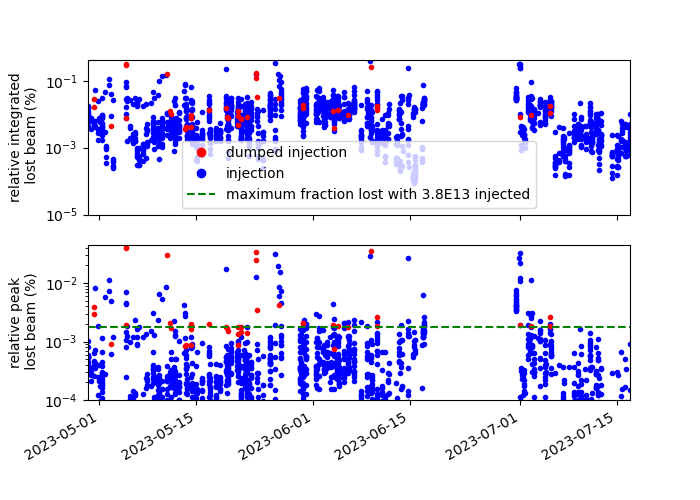 relative integrated
lost beam (%)
10⁻¹
10⁻³
10⁻⁵
dumped injection
injection
maximum fraction lost with 3.8E13 injected
relative peak
lost beam (%)
10⁻²
10⁻³
10⁻⁴
2023-05-01
2023-05-15
2023-06-01
2023-06-15
2023-07-01
2023-07-15